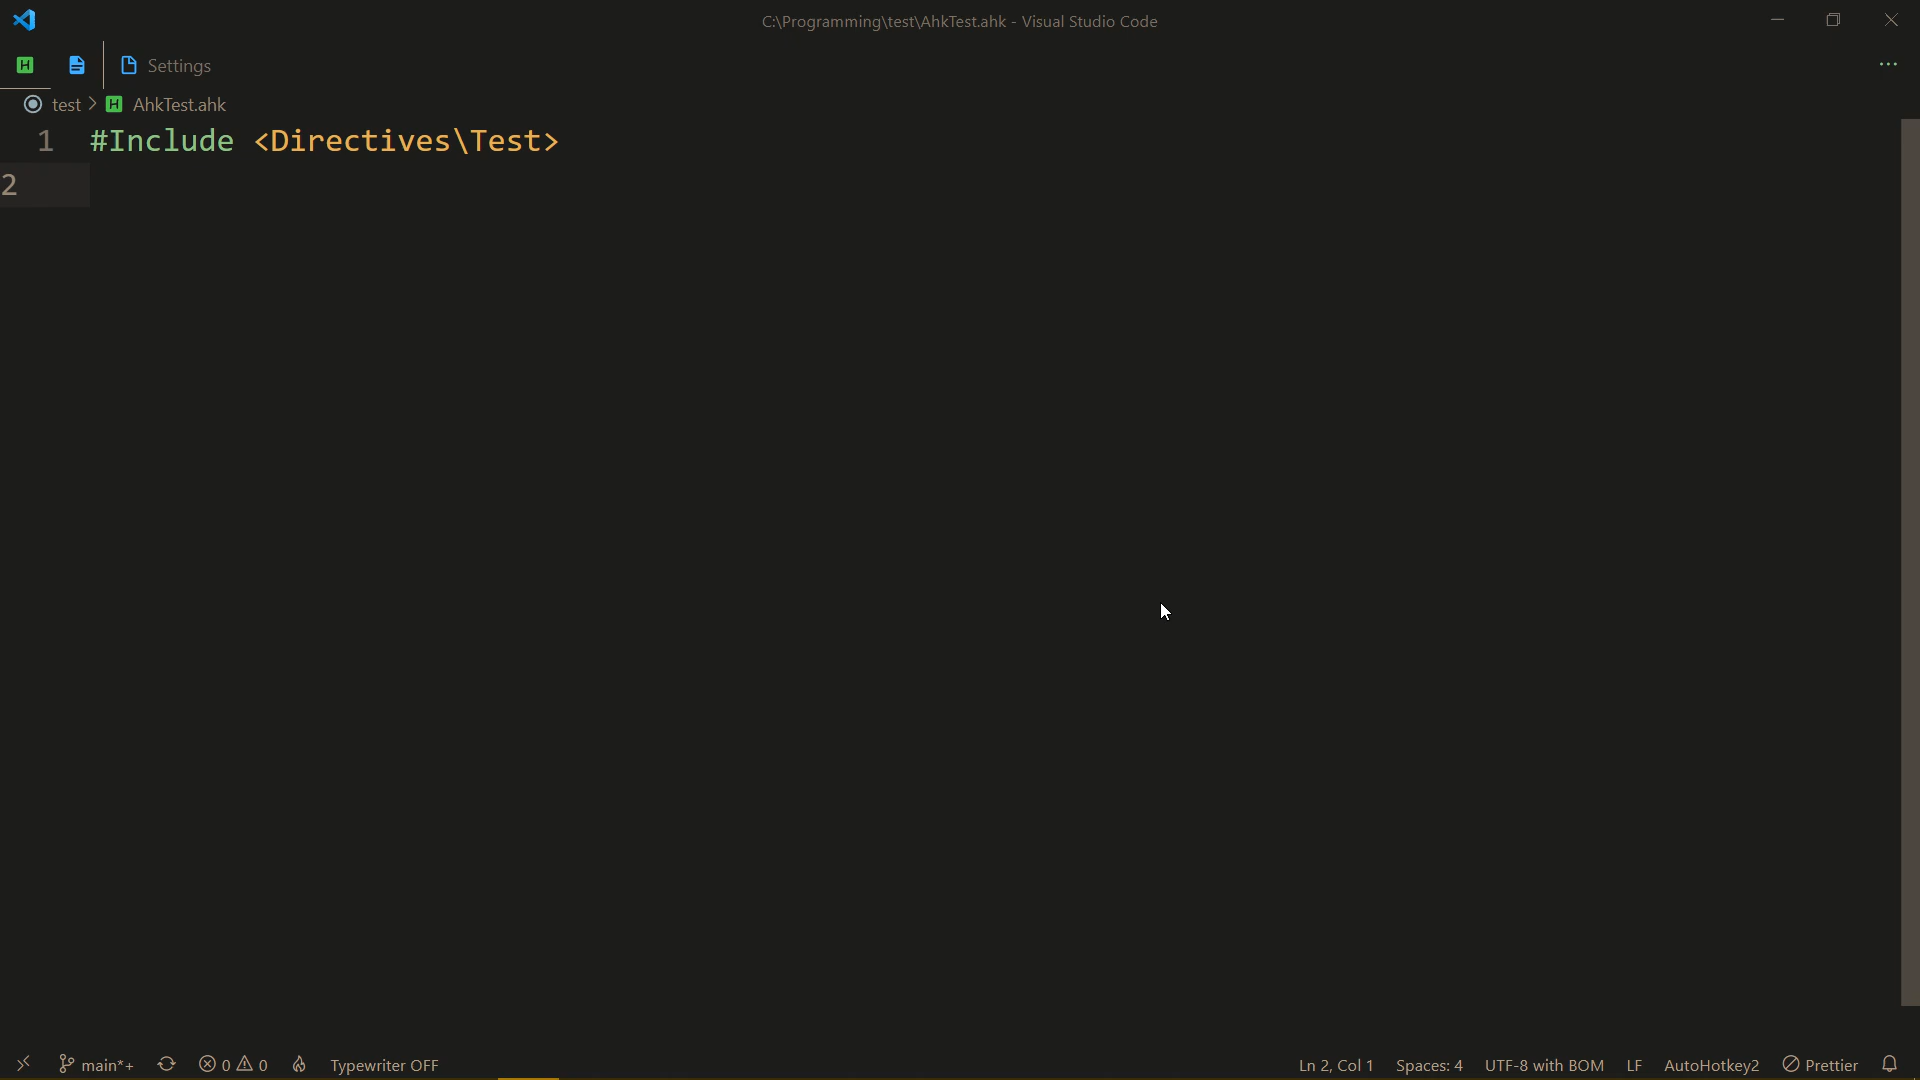 C:\Programming\test\AhkTest.ahk - Visual Studio Code
Settings
test > AhkTest.ahk
1 #Include <Directives\Test>
2
main*+ 0 0 Typewriter OFF Ln 2, Col 1 Spaces: 4 UTF-8 with BOM LF AutoHotkey2 Prettier